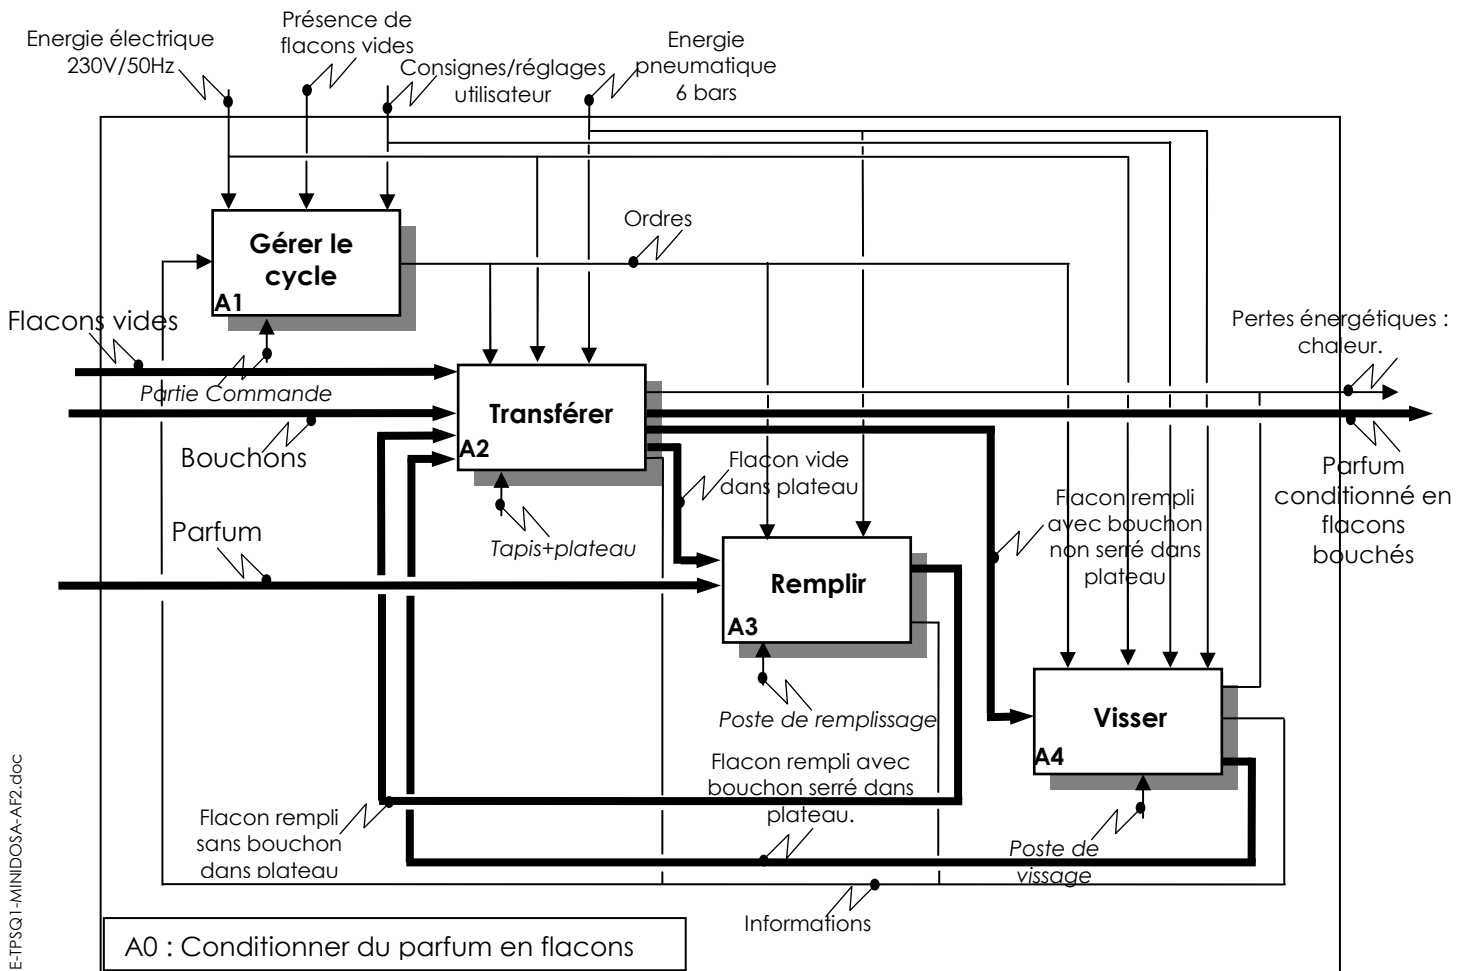 Energie électrique
230V/50Hz
Présence de
flacons vides
Consignes/réglages
utilisateur
Energie
pneumatique
6 bars
Gérer le
cycle
A1
Ordres
Flacons vides
Partie Commande
Bouchons
Transférer
A2
Pertes énergétiques :
chaleur.
Parfum
conditionné en
flacons
bouchés
Flacon vide
dans plateau
Tapis+plateau
Parfum
Flacon rempli
avec bouchon
non serré dans
plateau
Remplir
A3
Poste de remplissage
Visser
A4
Flacon rempli avec
bouchon serré dans
plateau.
Flacon rempli
sans bouchon
dans plateau
Poste de
vissage
Informations
A0 : Conditionner du parfum en flacons
E-TPSQ1-MINIDOSA-AF2.doc